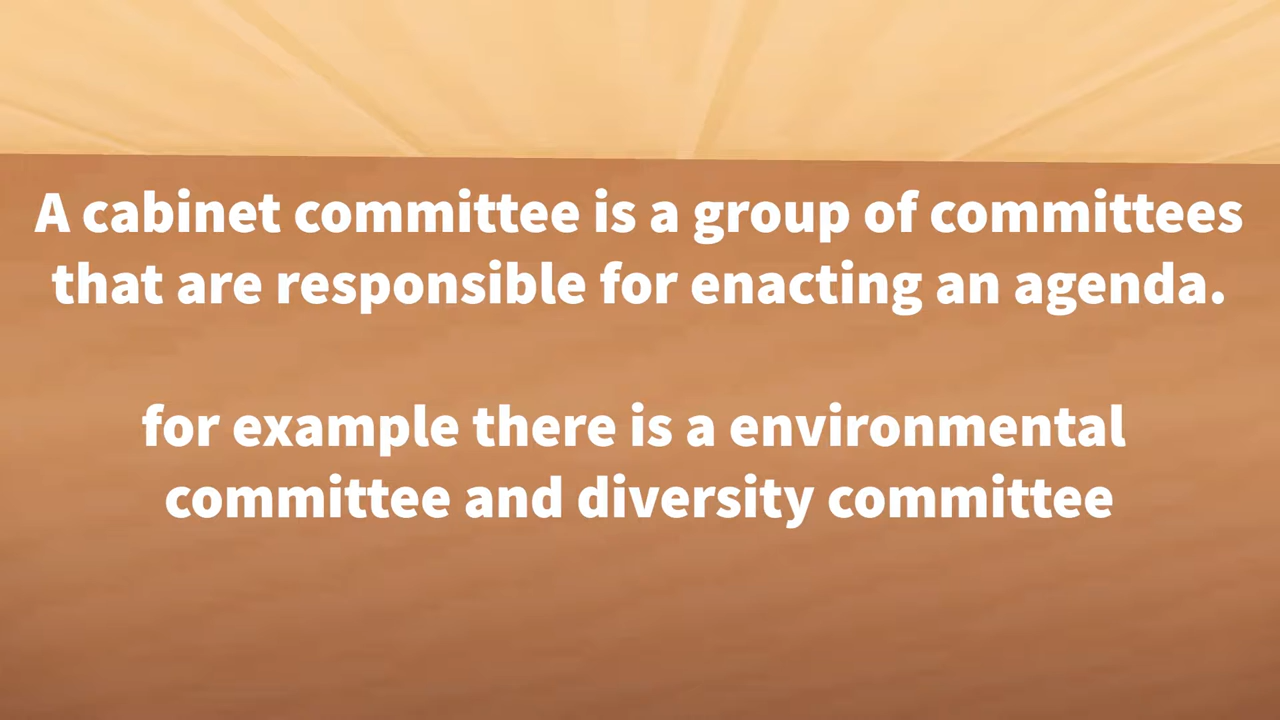 A cabinet committee is a group of committees
that are responsible for enacting an agenda.
for example there is a environmental
committee and diversity committee